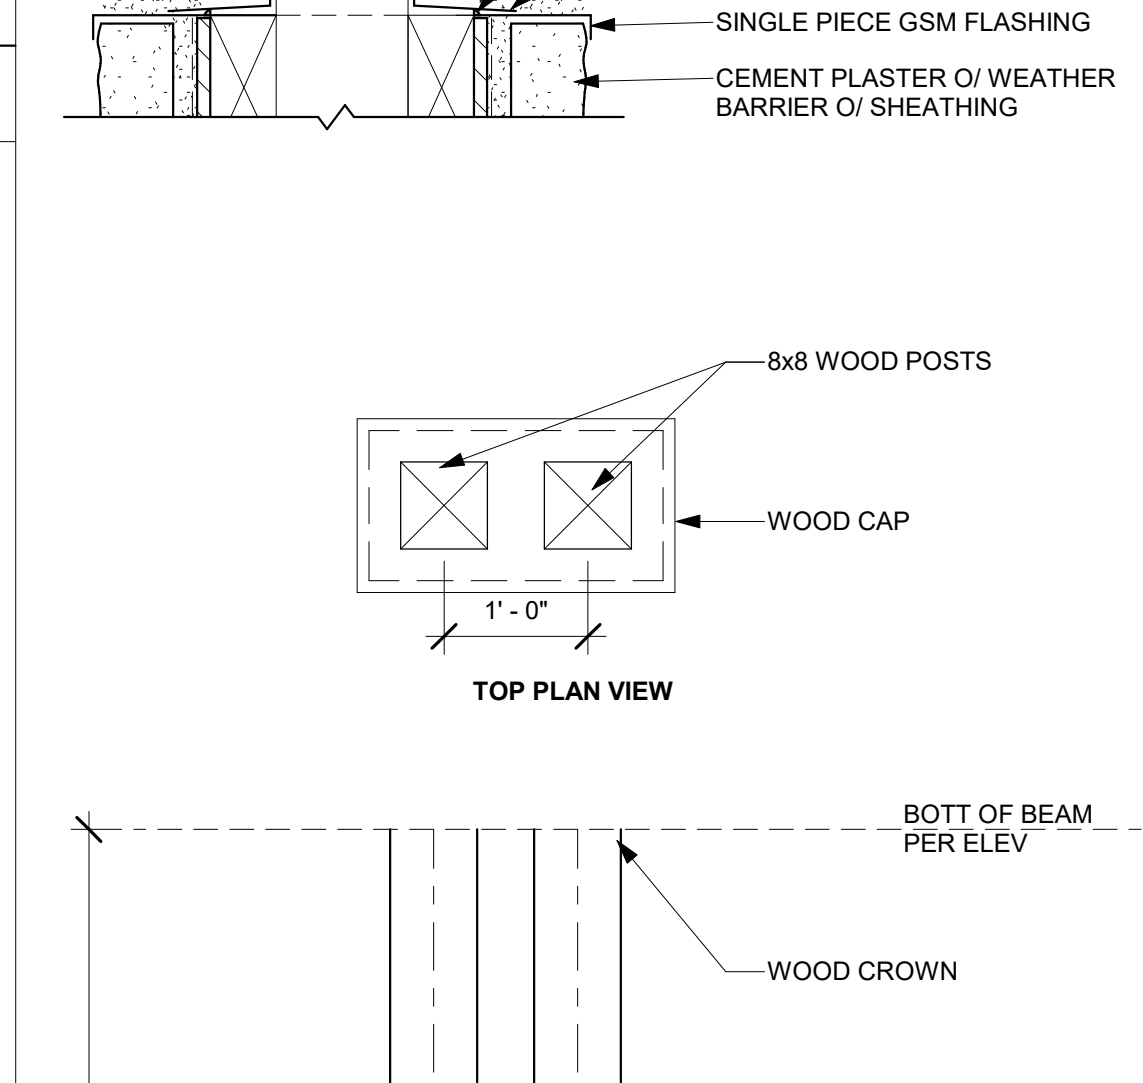 SINGLE PIECE GSM FLASHING
CEMENT PLASTER O/ WEATHER
BARRIER O/ SHEATHING
8x8 WOOD POSTS
WOOD CAP
1' - 0"
TOP PLAN VIEW
BOTT OF BEAM
PER ELEV
WOOD CROWN